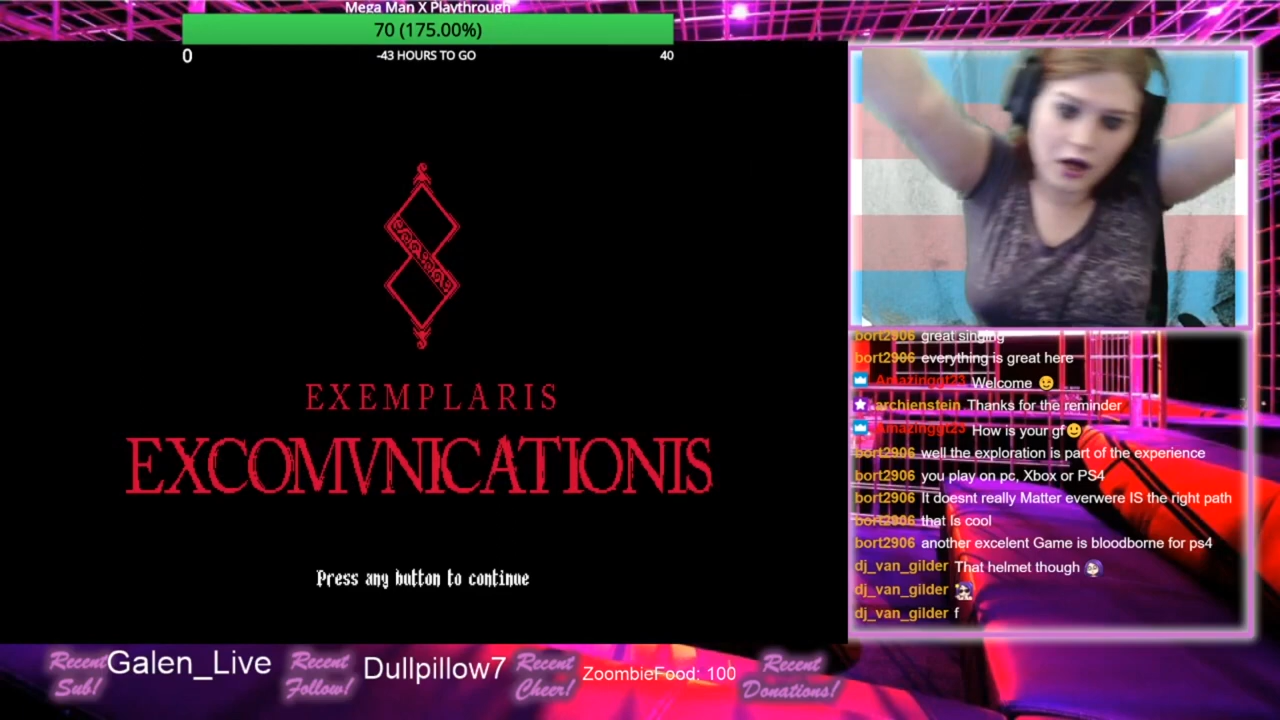 Mega Man X Playthrough
70 (175.00%)
0
-43 HOURS TO GO
40
EXEMPLARIS
EXCOMVNICATIONIS
Press any button to continue
bort2906 great singing
bort2906 everything is great here
Amazinggt23 Welcome
archienstein Thanks for the reminder
Amazinggt23 How is your gf
bort2906 well the exploration is part of the experience
bort2906 you play on pc, Xbox or PS4
bort2906 It doesnt really Matter everwere IS the right path
bort2906 that Is cool
bort2906 another excelent Game is bloodborne for ps4
dj_van_gilder That helmet though
dj_van_gilder
dj_van_gilder f
Recent Sub!
Galen_Live
Recent Follow!
Dullpillow7
Recent Cheer!
ZoombieFood: 100
Recent Donations!